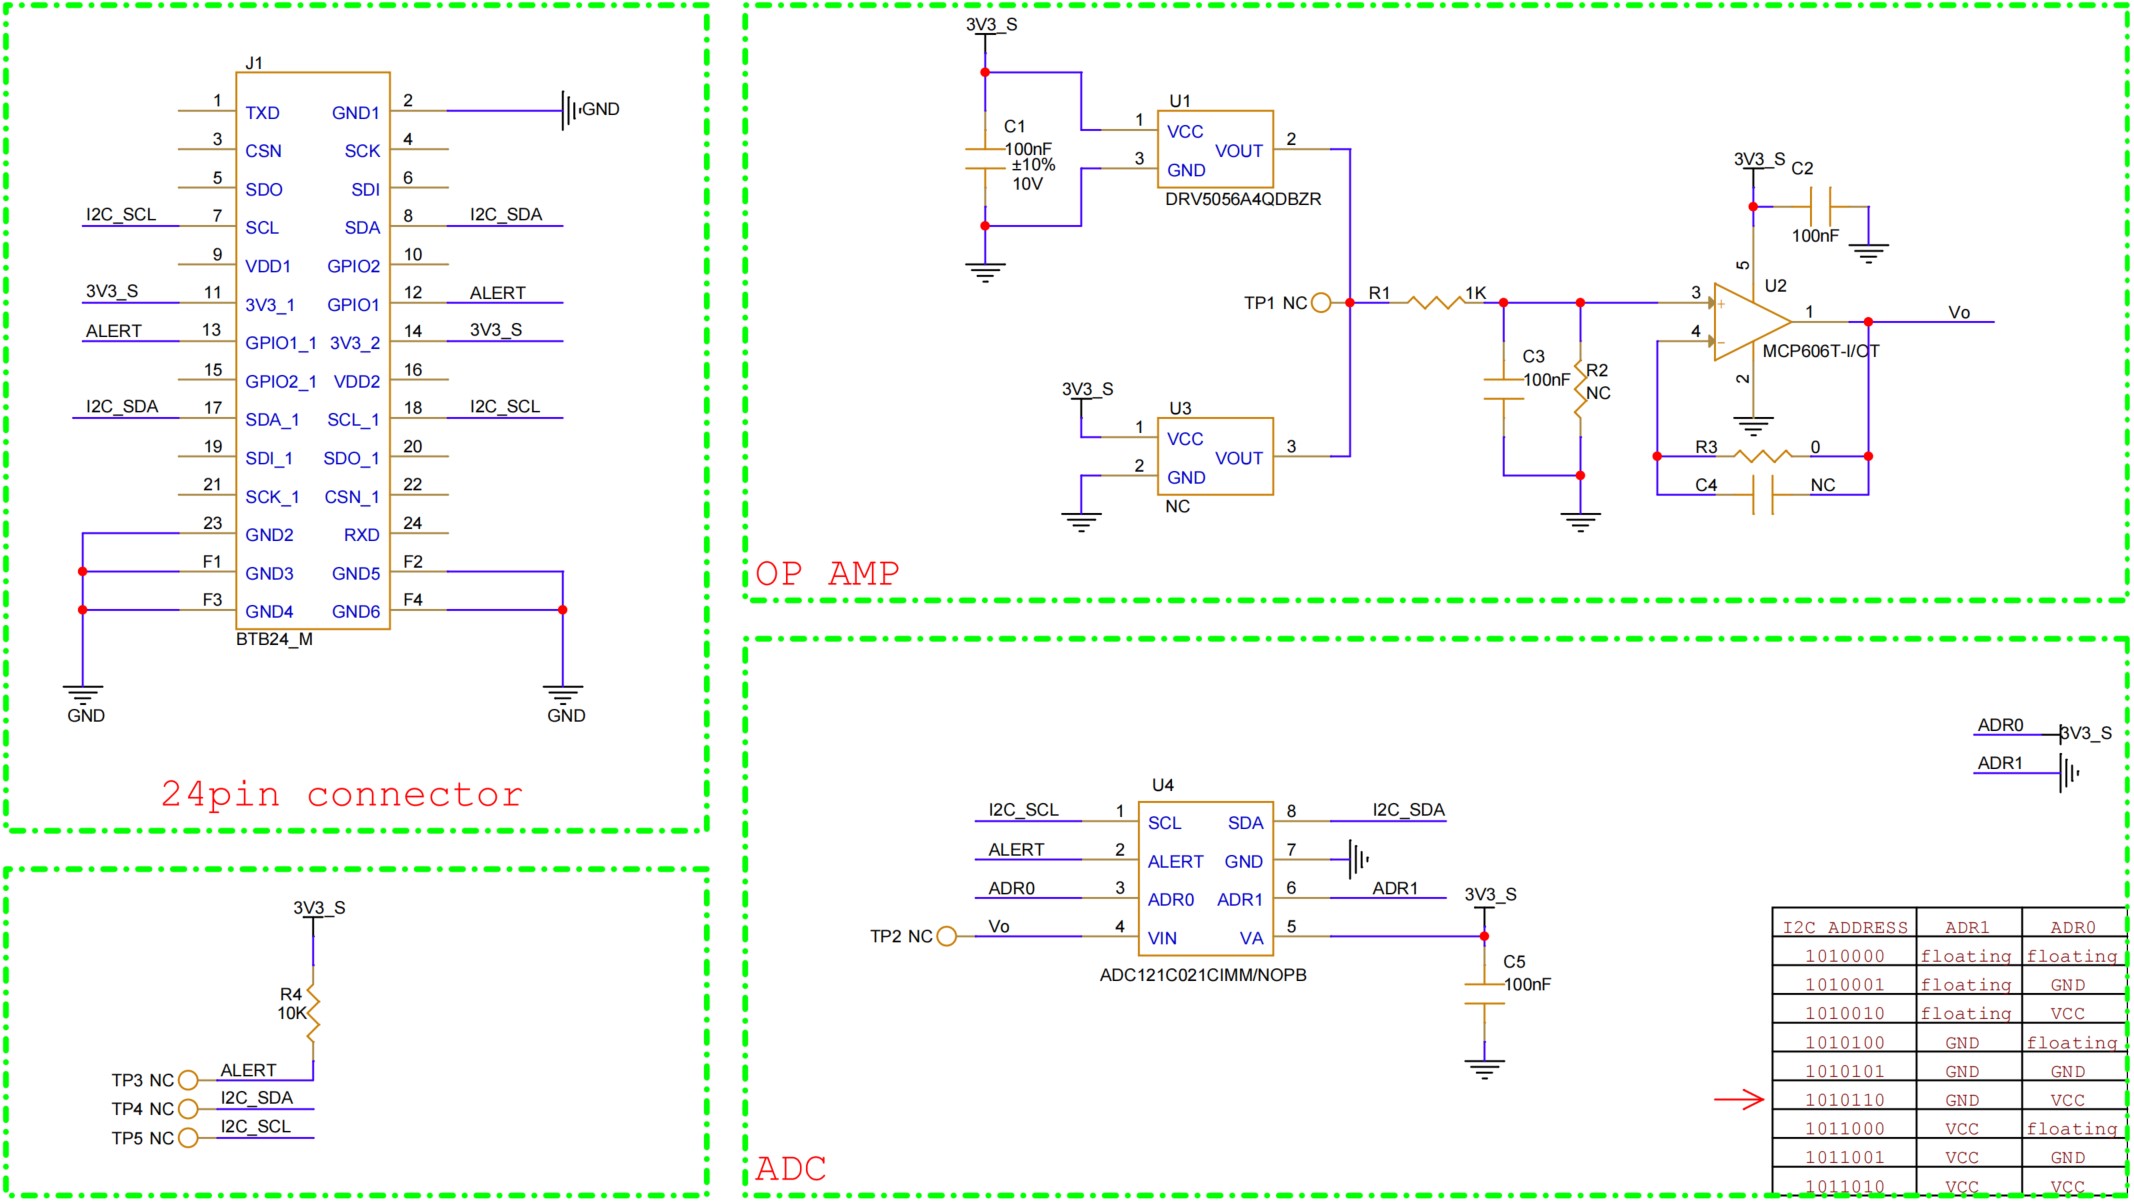 J1
1 TXD GND1 2 GND
3 CSN SCK 4
5 SDO SDI 6
I2C_SCL 7 SCL SDA 8 I2C_SDA
9 VDD1 GPIO2 10
3V3_S 11 3V3_1 GPIO1 12 ALERT
ALERT 13 GPIO1_1 3V3_2 14 3V3_S
15 GPIO2_1 VDD2 16
I2C_SDA 17 SDA_1 SCL_1 18 I2C_SCL
19 SDI_1 SDO_1 20
21 SCK_1 CSN_1 22
23 GND2 RXD 24
F1 GND3 GND5 F2
F3 GND4 GND6 F4
BTB24_M
GND GND
24pin connector
3V3_S
R4
10K
TP3 NC ALERT
TP4 NC I2C_SDA
TP5 NC I2C_SCL
3V3_S
C1
100nF
±10%
10V
U1
1 VCC
VOUT 2
3 GND
DRV5056A4QDBZR
TP1 NC R1 1K
3V3_S
U3
1 VCC
VOUT 3
2 GND
NC
C3
100nF
R2
NC
3V3_S C2
100nF
5
U2
3 +
1 Vo
4 -
MCP606T-I/OT
2
R3 0
C4 NC
OP AMP
ADR0 3V3_S
ADR1
U4
I2C_SCL 1 SCL SDA 8 I2C_SDA
ALERT 2 ALERT GND 7
ADR0 3 ADR0 ADR1 6 ADR1
TP2 NC Vo 4 VIN VA 5
ADC121C021CIMM/NOPB
3V3_S
C5
100nF
I2C ADDRESS ADR1 ADR0
1010000 floating floating
1010001 floating GND
1010010 floating VCC
1010100 GND floating
1010101 GND GND
1010110 GND VCC
1011000 VCC floating
1011001 VCC GND
1011010 VCC VCC
ADC